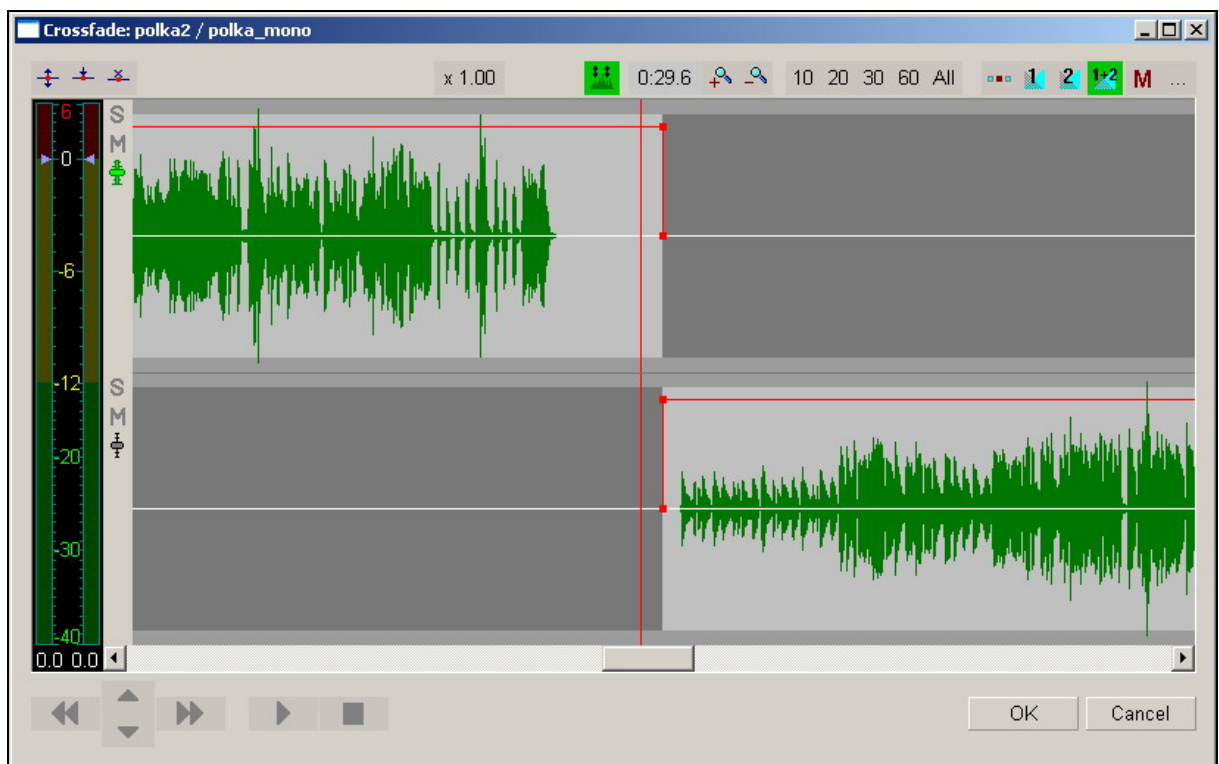 Crossfade: polka2 / polka_mono
x 1.00 0:29.6 10 20 30 60 All 1 2 1+2 M ...
6
S
M
0
-6
-12
S
M
-20
-30
-40
0.0 0.0
OK Cancel